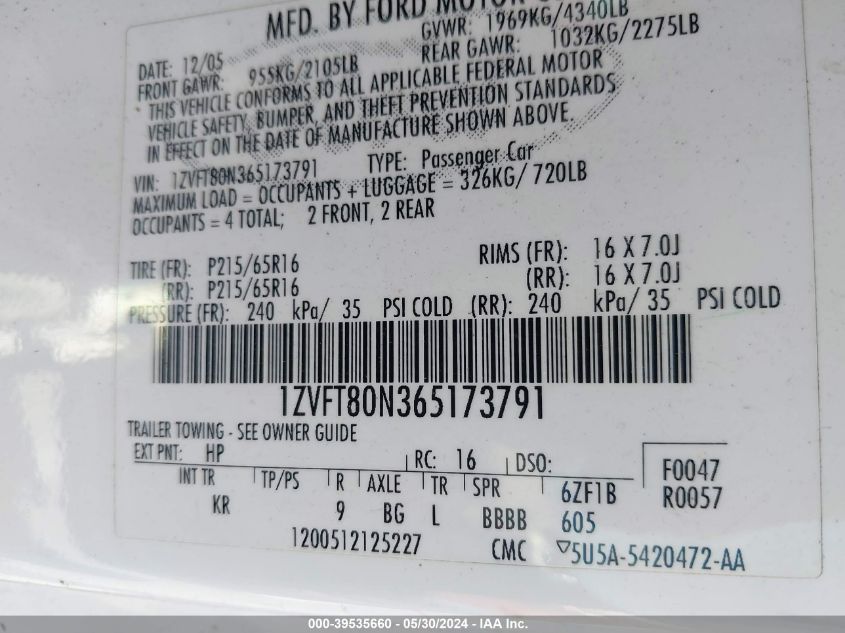 MFD. BY FORD MOTOR
DATE: 12/05 GVWR: 1969KG/4340LB
FRONT GAWR: 955KG/2105LB REAR GAWR: 1032KG/2275LB
THIS VEHICLE CONFORMS TO ALL APPLICABLE FEDERAL MOTOR
VEHICLE SAFETY, BUMPER, AND THEFT PREVENTION STANDARDS
IN EFFECT ON THE DATE OF MANUFACTURE SHOWN ABOVE.
VIN: 1ZVFT80N365173791 TYPE: Passenger Car
MAXIMUM LOAD = OCCUPANTS + LUGGAGE = 326KG/ 720LB
OCCUPANTS = 4 TOTAL; 2 FRONT, 2 REAR
TIRE (FR): P215/65R16 RIMS (FR): 16 X 7.0J
(RR): P215/65R16 (RR): 16 X 7.0J
PRESSURE (FR): 240 kPa/ 35 PSI COLD (RR): 240 kPa/ 35 PSI COLD
1ZVFT80N365173791
TRAILER TOWING - SEE OWNER GUIDE
EXT PNT: HP RC: 16 DSO: F0047
INT TR TP/PS R AXLE TR SPR 6ZF1B R0057
KR 9 BG L BBBB 605
1200512125227 CMC ▽5U5A-5420472-AA
000-39535660 - 05/30/2024 - IAA Inc.